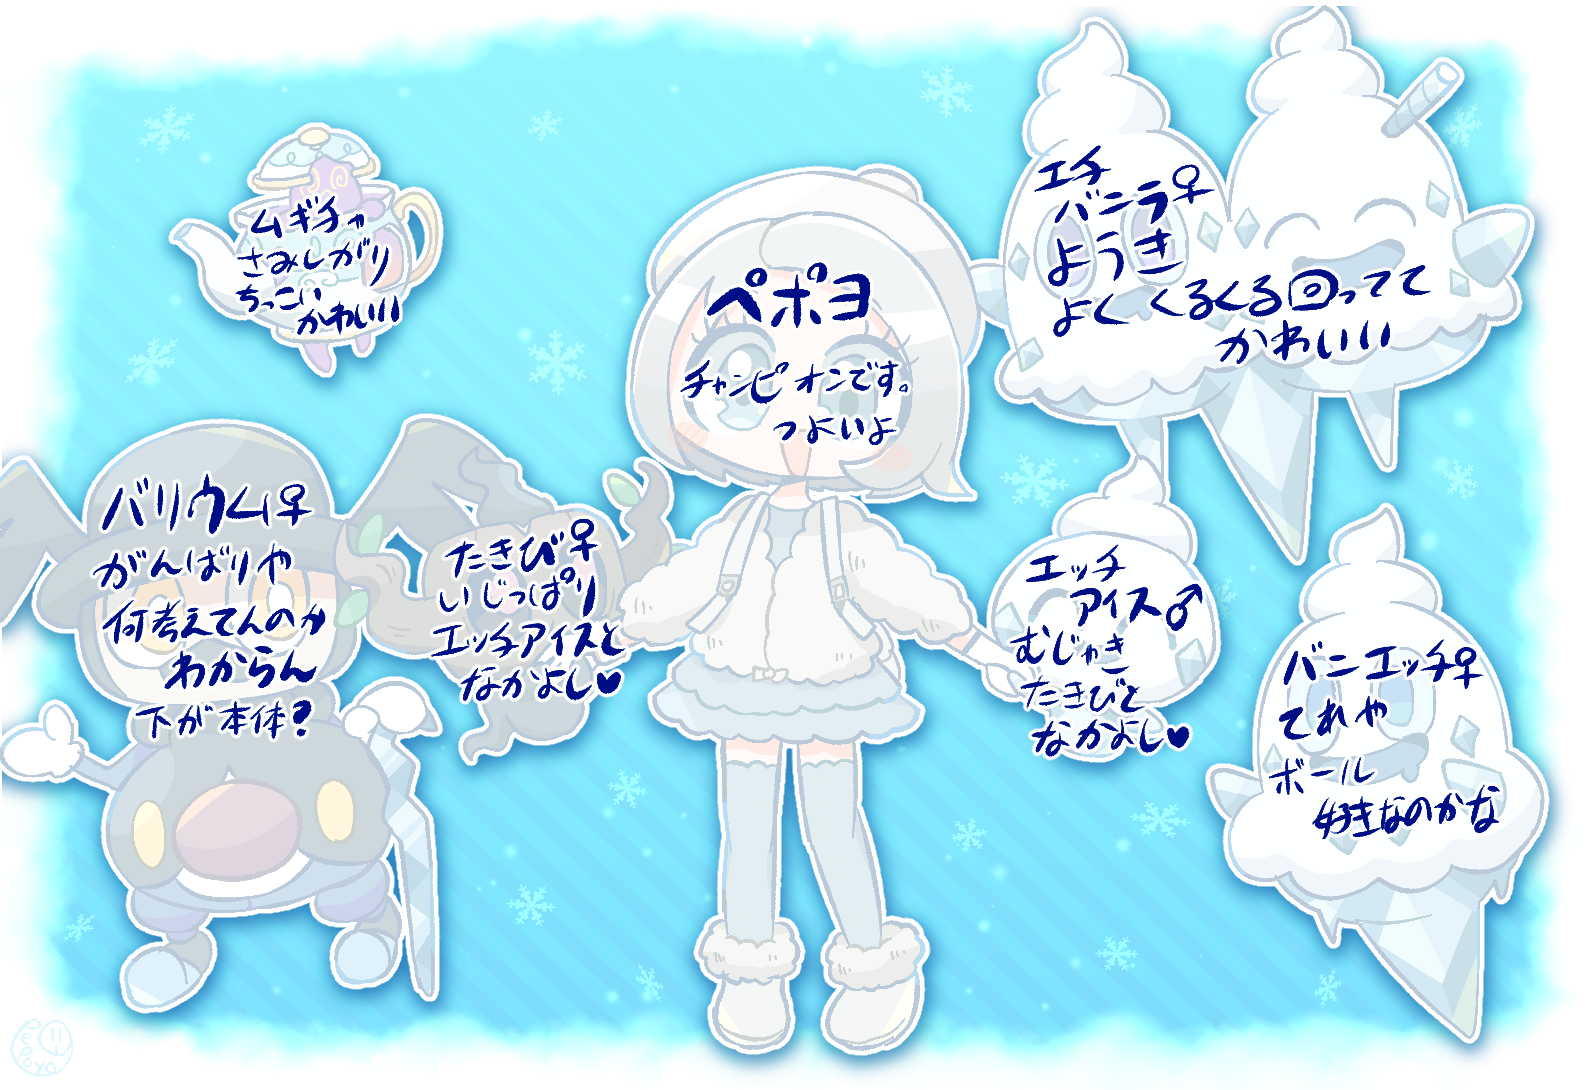 ムギチャ
さみしがり
ちっこい
かわいい
エチ
バニラ♀
ようき
よくくるくる回ってて
かわいい
ペポヨ
チャンピオンです。
つよいよ
バリウム♀
がんばりや
何考えてんのか
わからん
下が本体?
たきび♀
いじっぱり
エッチアイスと
なかよし♥
エッチ
アイス♂
むじゃき
たきびと
なかよし♥
バニエッチ♀
てれや
ボール
好きなのかな
Pepoyo